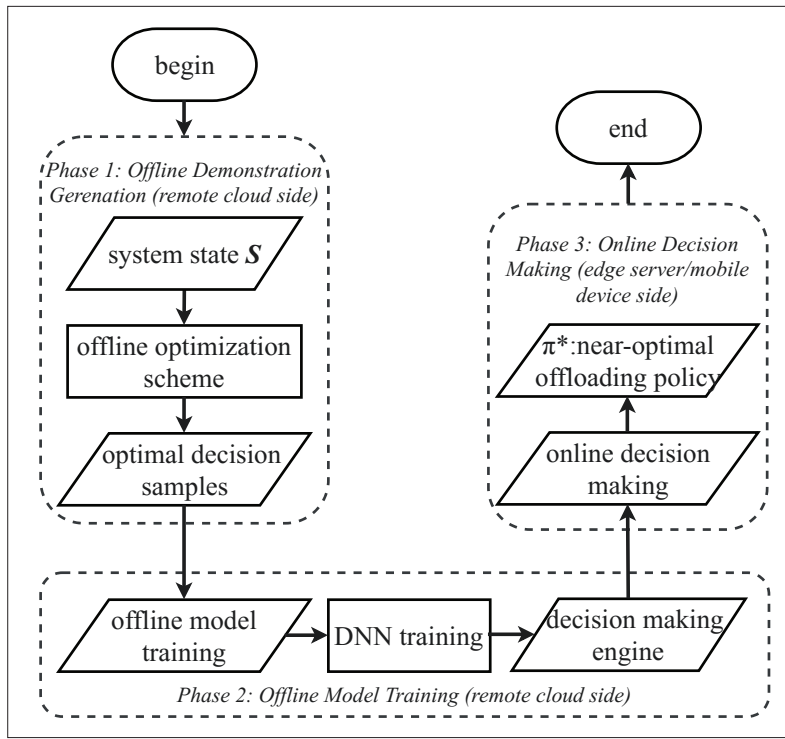 begin
Phase 1: Offline Demonstration
Gerenation (remote cloud side)
system state S
offline optimization
scheme
optimal decision
samples
offline model
training
DNN training
decision making
engine
Phase 2: Offline Model Training (remote cloud side)
end
Phase 3: Online Decision
Making (edge server/mobile
device side)
π*:near-optimal
offloading policy
online decision
making